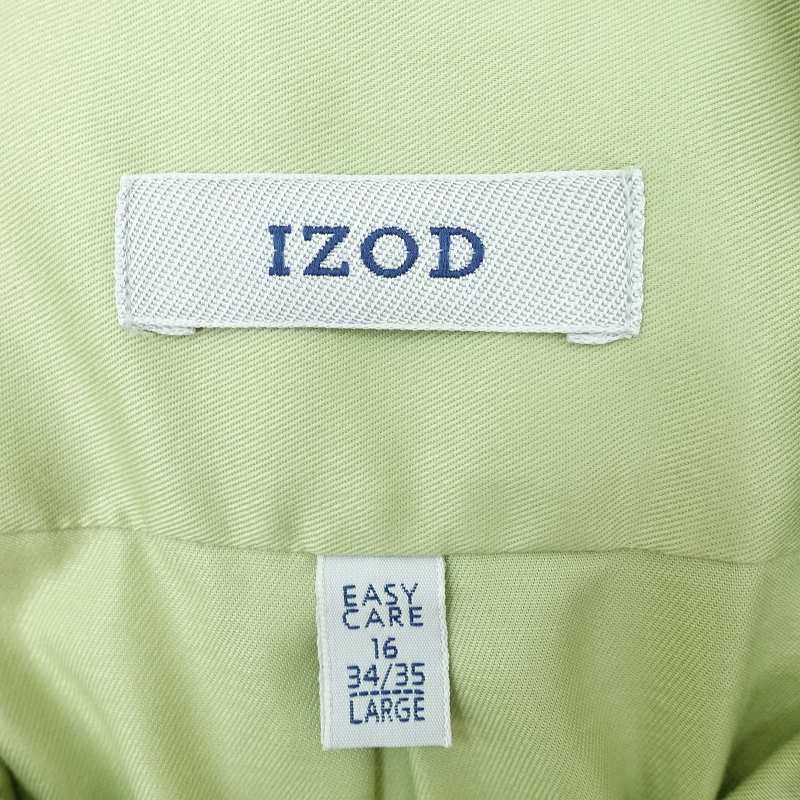 IZOD
EASY
CARE
16
34/35
LARGE